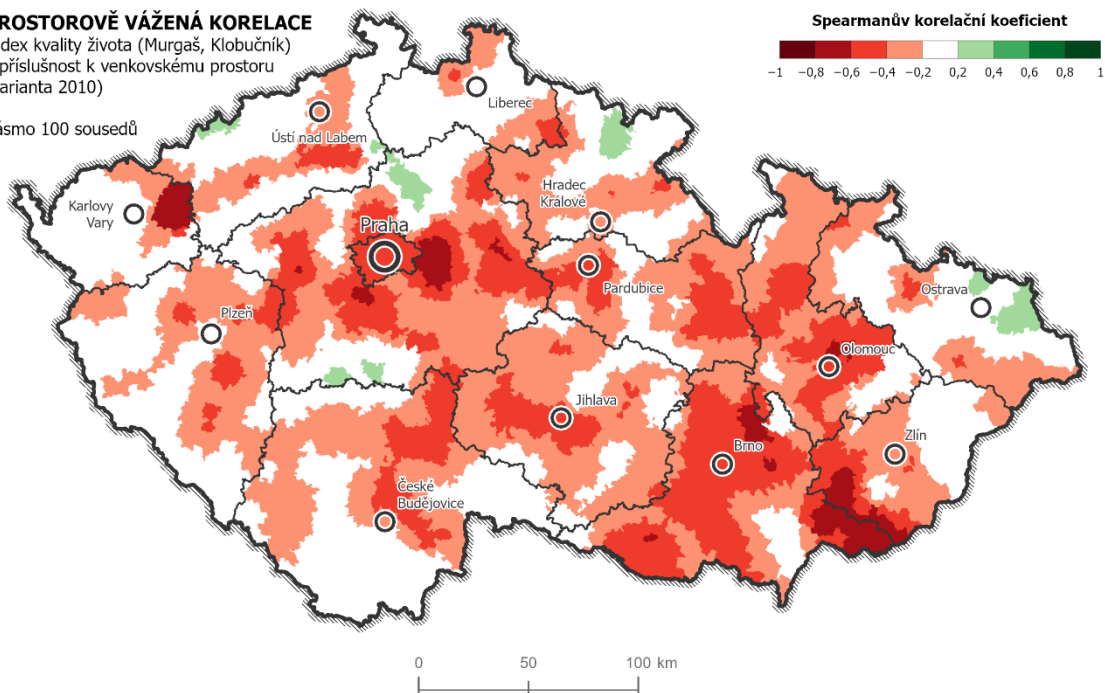 ROSTOROVĚ VÁŽENÁ KORELACE
dex kvality života (Murgaš, Klobučník)
příslušnost k venkovskému prostoru
arianta 2010)
ásmo 100 sousedů
Spearmanův korelační koeficient
−1 −0,8 −0,6 −0,4 −0,2 0,2 0,4 0,6 0,8 1
Liberec
Ústí nad Labem
Karlovy
Vary
Hradec
Králové
Praha
Pardubice
Ostrava
Plzeň
Olomouc
Jihlava
Zlín
Brno
České
Budějovice
0 50 100 km